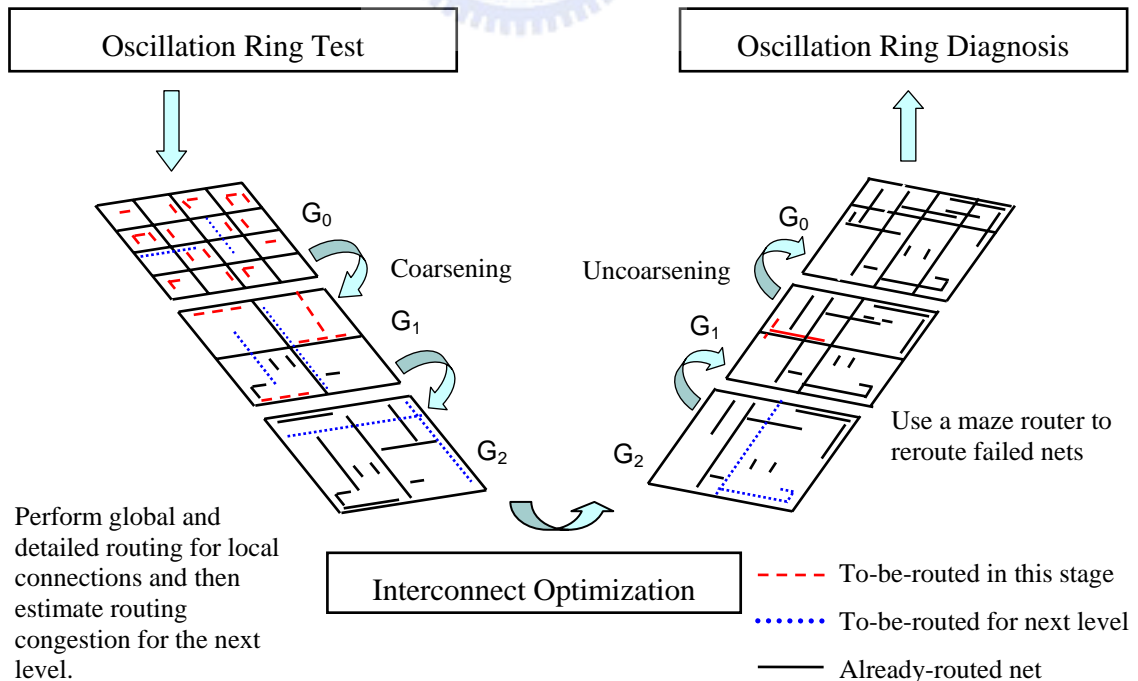 Oscillation Ring Test
Oscillation Ring Diagnosis
G0
Coarsening
G1
G2
Uncoarsening
G0
G1
G2
Use a maze router to
reroute failed nets
Perform global and
detailed routing for local
connections and then
estimate routing
congestion for the next
level.
Interconnect Optimization
To-be-routed in this stage
To-be-routed for next level
Already-routed net